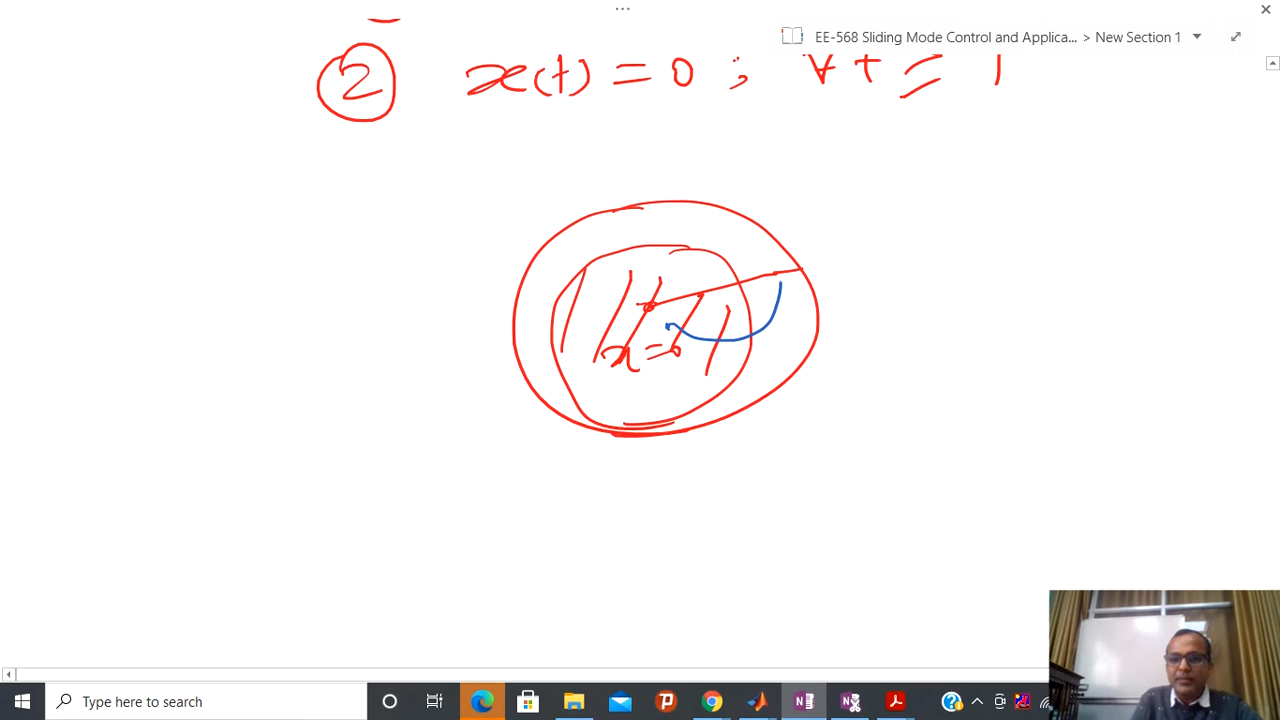 EE-568 Sliding Mode Control and Applica... > New Section 1
② x(t) = 0 ; ∀ t ≥
x = 0
Type here to search